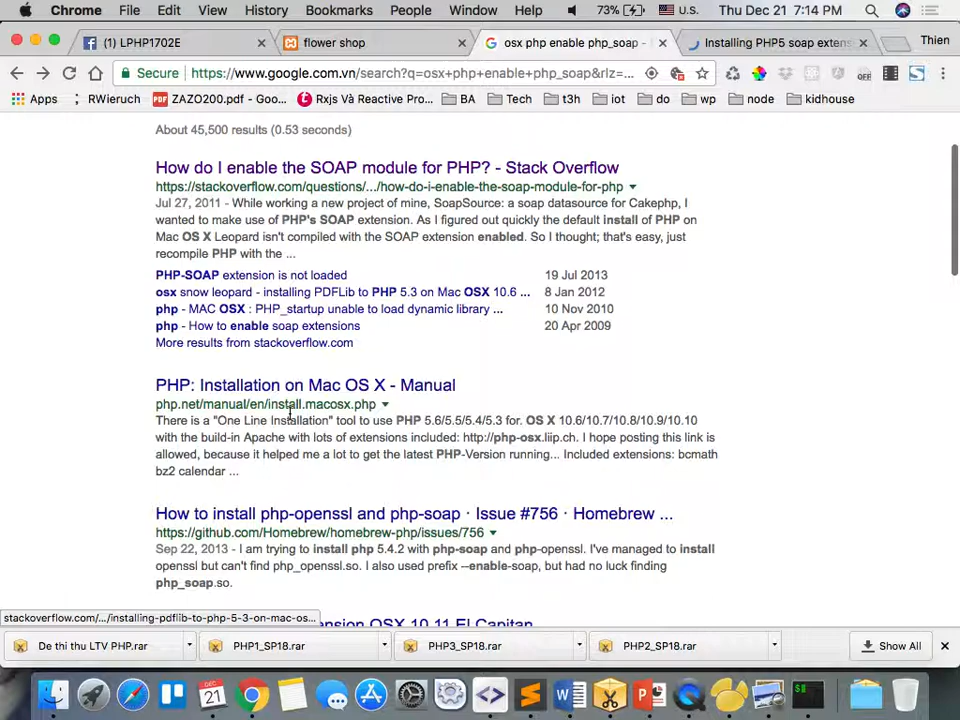 Chrome File Edit View History Bookmarks People Window Help 73% U.S. Thu Dec 21 7:14 PM
(1) LPHP1702E × flower shop × osx php enable php_soap - × Installing PHP5 soap extens × Thien
Secure https://www.google.com.vn/search?q=osx+php+enable+php_soap&rlz=...
Apps RWieruch ZAZO200.pdf - Goo... Rxjs Và Reactive Pro... BA Tech t3h iot do wp node kidhouse
About 45,500 results (0.53 seconds)
How do I enable the SOAP module for PHP? - Stack Overflow
https://stackoverflow.com/questions/.../how-do-i-enable-the-soap-module-for-php
Jul 27, 2011 - While working a new project of mine, SoapSource: a soap datasource for Cakephp, I
wanted to make use of PHP's SOAP extension. As I figured out quickly the default install of PHP on
Mac OS X Leopard isn't compiled with the SOAP extension enabled. So I thought; that's easy, just
recompile PHP with the ...
PHP-SOAP extension is not loaded 19 Jul 2013
osx snow leopard - installing PDFLib to PHP 5.3 on Mac OSX 10.6 ... 8 Jan 2012
php - MAC OSX : PHP_startup unable to load dynamic library ... 10 Nov 2010
php - How to enable soap extensions 20 Apr 2009
More results from stackoverflow.com
PHP: Installation on Mac OS X - Manual
php.net/manual/en/install.macosx.php
There is a "One Line Installation" tool to use PHP 5.6/5.5/5.4/5.3 for. OS X 10.6/10.7/10.8/10.9/10.10
with the build-in Apache with lots of extensions included: http://php-osx.liip.ch. I hope posting this link is
allowed, because it helped me a lot to get the latest PHP-Version running... Included extensions: bcmath
bz2 calendar ...
How to install php-openssl and php-soap · Issue #756 · Homebrew ...
https://github.com/Homebrew/homebrew-php/issues/756
Sep 22, 2013 - I am trying to install php 5.4.2 with php-soap and php-openssl. I've managed to install
openssl but can't find php_openssl.so. I also used prefix --enable-soap, but had no luck finding
php_soap.so.
ension OSX 10.11 El Capitan
stackoverflow.com/.../installing-pdflib-to-php-5-3-on-mac-os...
De thi thu LTV PHP.rar PHP1_SP18.rar PHP3_SP18.rar PHP2_SP18.rar Show All ×
DEC
21